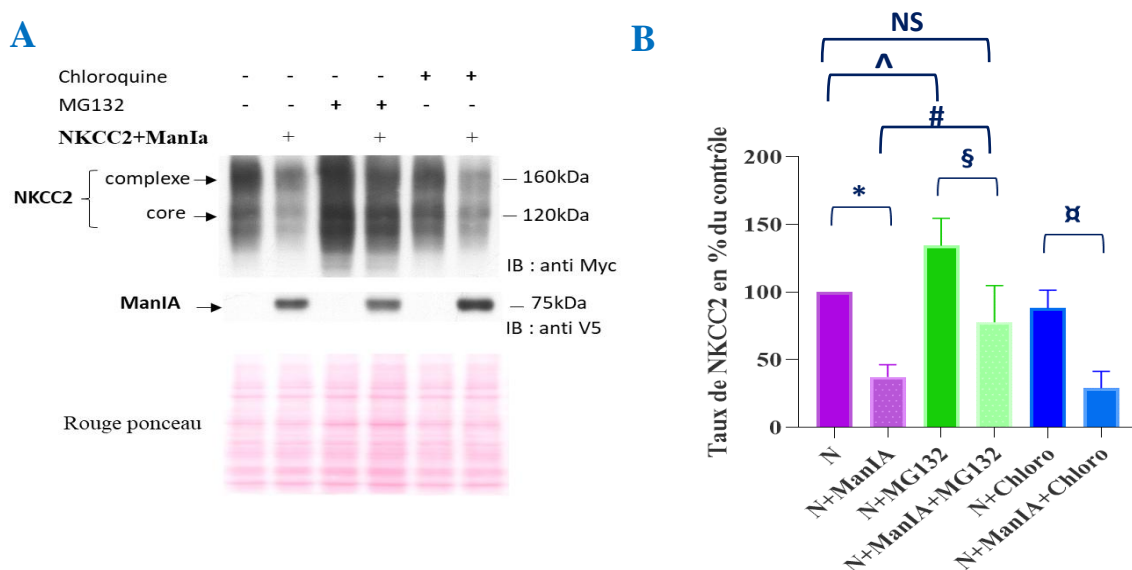 A
Chloroquine - - - - + +
MG132 - - + + - -
NKCC2+ManIa + + +
NKCC2
complexe
160kDa
core
120kDa
IB : anti Myc
ManIA
75kDa
IB : anti V5
Rouge ponceau
B
NS
^
#
§
*
¤
Taux de NKCC2 en % du contrôle
200
150
100
50
0
N
N+ManIA
N+MG132
N+ManIA+MG132
N+Chloro
N+ManIA+Chloro